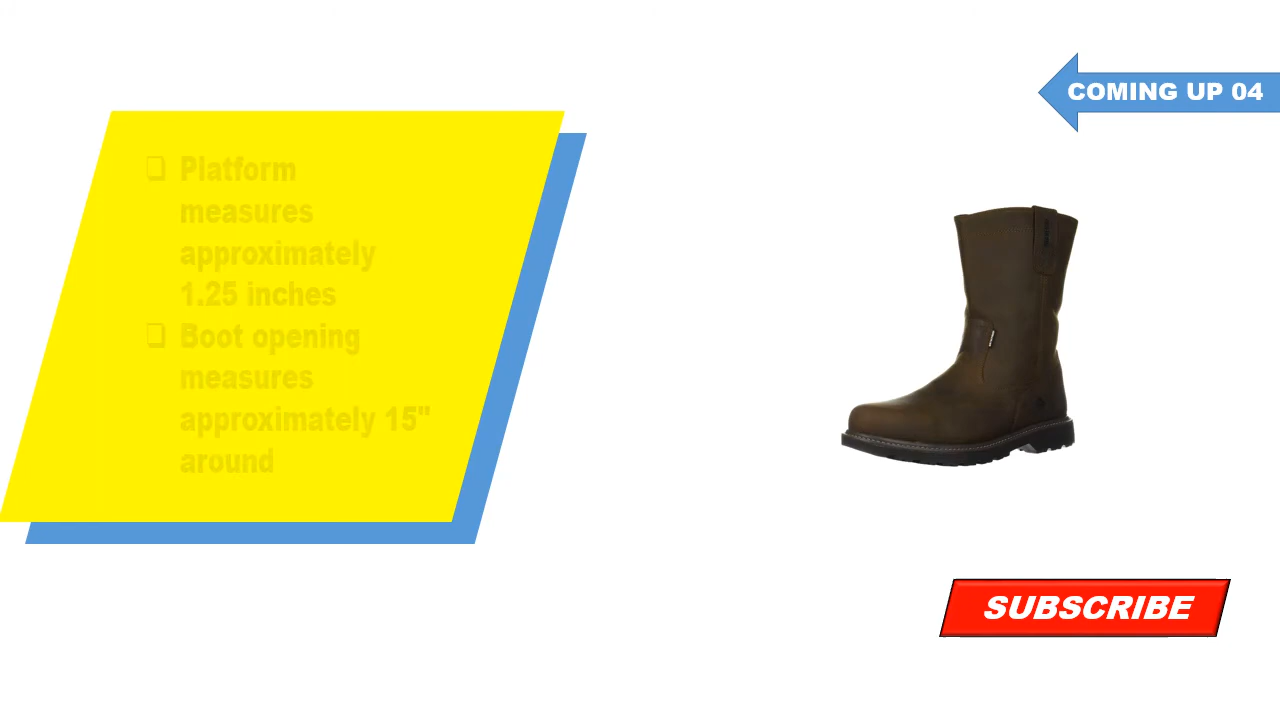 COMING UP 04
❑ Platform
measures
approximately
1.25 inches
❑ Boot opening
measures
approximately 15"
around
SUBSCRIBE